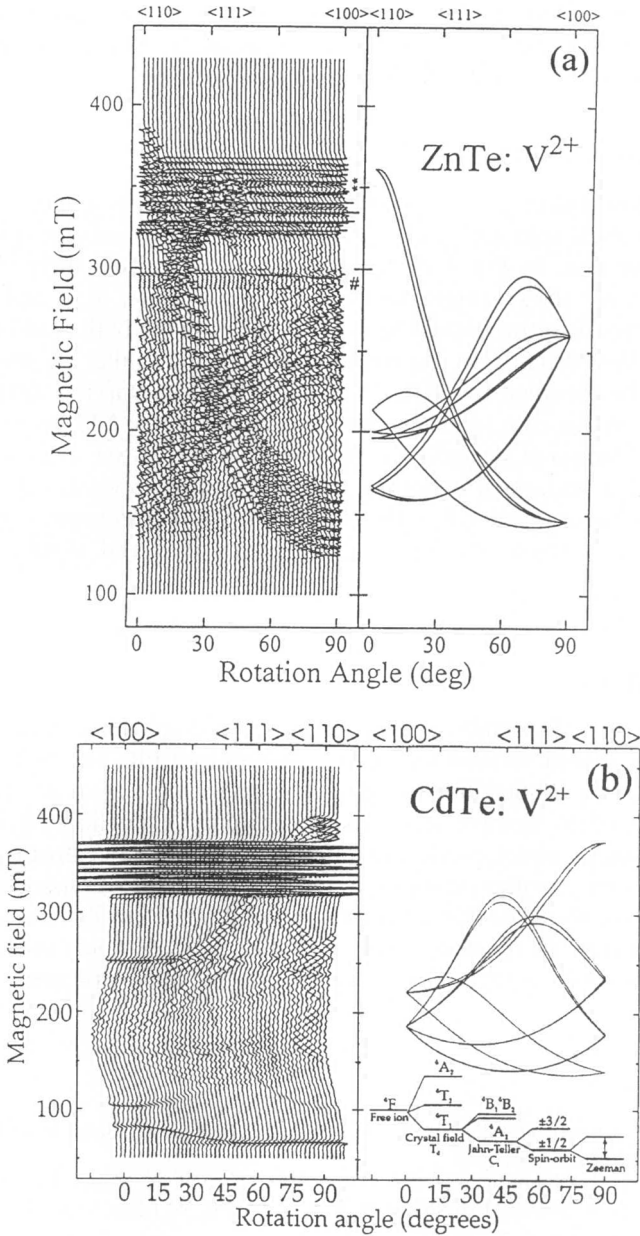 <110> <111> <100> <110> <111> <100>
(a)
ZnTe: V2+
Magnetic Field (mT)
400
300
200
100
*
*
#
*
0 30 60 90 0 30 60 90
Rotation Angle (deg)
<100> <111> <110> <100> <111> <110>
(b)
CdTe: V2+
Magnetic field (mT)
400
300
200
100
4F
Free ion
4A2
4T2
4T1
Crystal field
Td
4B1 4B2
4A2
Jahn-Teller
±3/2
±1/2
Spin-orbit
Zeeman
0 15 30 45 60 75 90 0 15 30 45 60 75 90
Rotation angle (degrees)